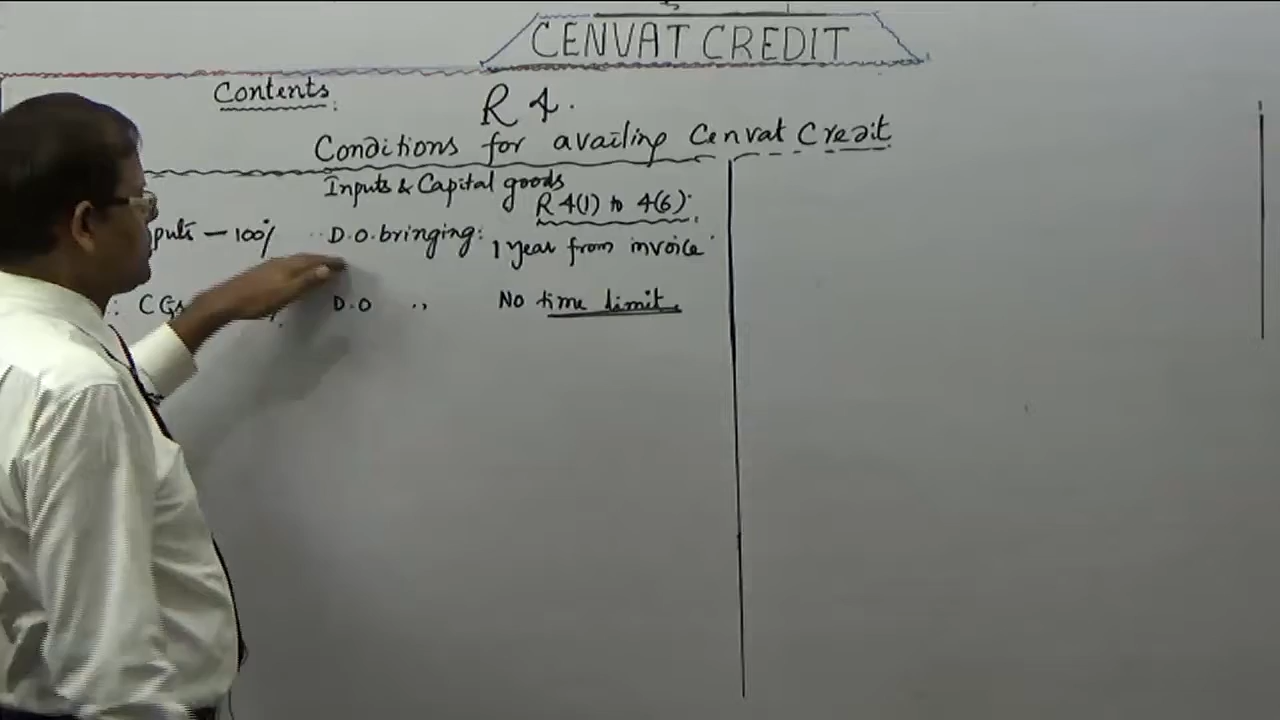 CENVAT CREDIT
Contents
R 4.
Conditions for availing Cenvat Credit
Inputs & Capital goods
R 4(1) to 4(6).
puts – 100% D.O. bringing: 1 year from invoice
: CGs D.O ,, No time limit.